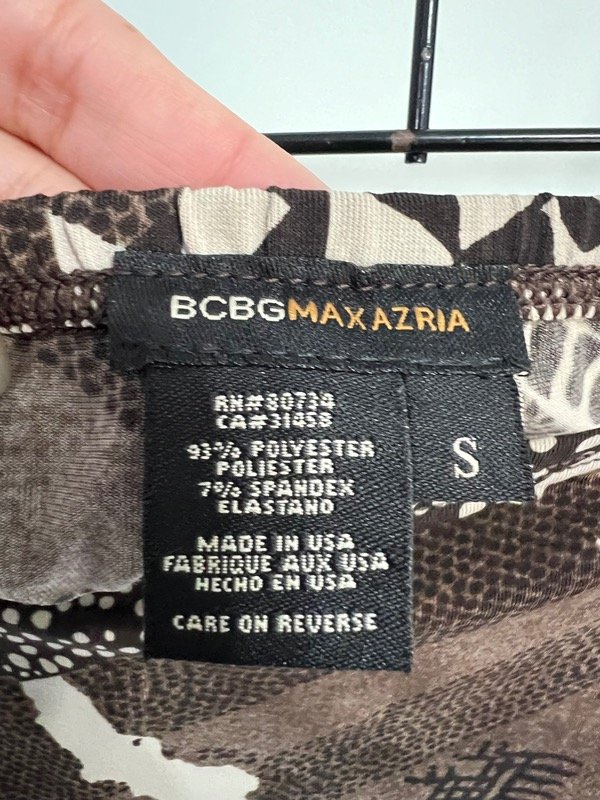 BCBGMAXAZRIA
RN#80734
CA#31458
93% POLYESTER
POLIESTER
7% SPANDEX
ELASTANO
MADE IN USA
FABRIQUE AUX USA
HECHO EN USA
CARE ON REVERSE
S